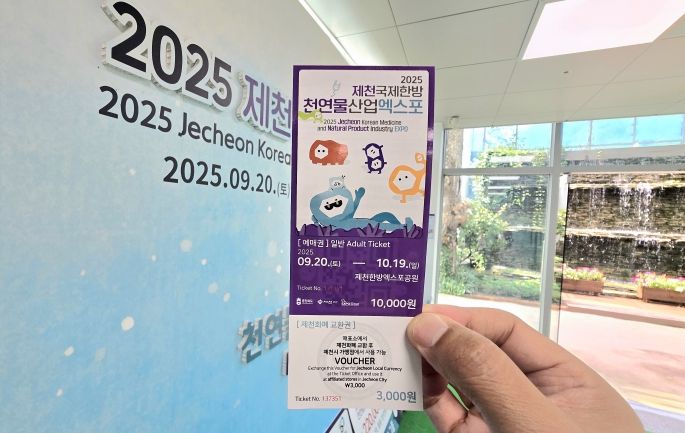 2025 제천
2025 Jecheon Korea
2025.09.20.(토)
천연물
2025
제천국제한방
천연물산업엑스포
2025 Jecheon Korean Medicine
and Natural Product Industry EXPO
[ 예매권 ] 일반 Adult Ticket
2025
09.20.(토) — 10.19.(일)
제천한방엑스포공원
Ticket No.
10,000원
[ 제천화폐 교환권 ]
매표소에서
제천화폐 교환 후
제천시 가맹점에서 사용 가능
VOUCHER
Exchange this Voucher for Jecheon Local Currency
at the Ticket Office and use it
at affiliated stores in Jecheon City
₩3,000
Ticket No. 137351
3,000원